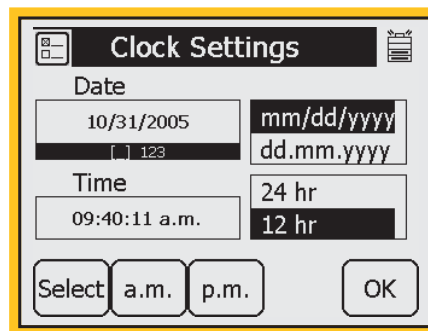 Clock Settings
Date
10/31/2005
[_] 123
mm/dd/yyyy
dd.mm.yyyy
Time
09:40:11 a.m.
24 hr
12 hr
Select a.m. p.m. OK